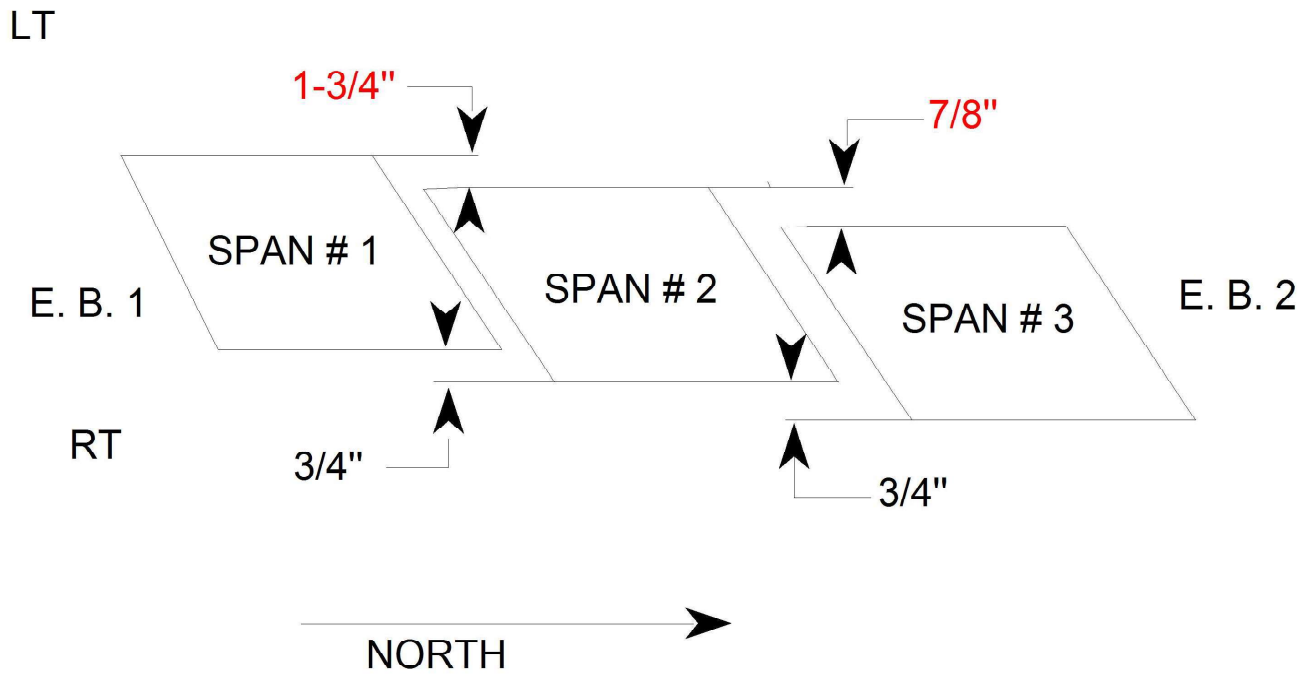 LT
1-3/4"
7/8"
SPAN # 1
SPAN # 2
SPAN # 3
E. B. 1
E. B. 2
RT
3/4"
3/4"
NORTH